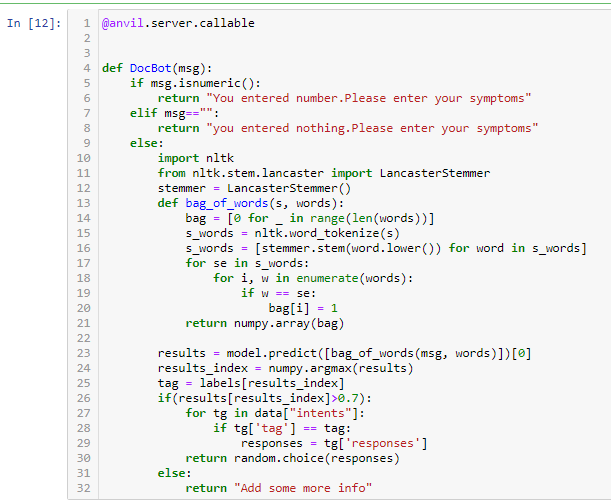 In [12]:
1 @anvil.server.callable
2
3
4 def DocBot(msg):
5     if msg.isnumeric():
6         return "You entered number.Please enter your symptoms"
7     elif msg=="":
8         return "you entered nothing.Please enter your symptoms"
9     else:
10         import nltk
11         from nltk.stem.lancaster import LancasterStemmer
12         stemmer = LancasterStemmer()
13         def bag_of_words(s, words):
14             bag = [0 for _ in range(len(words))]
15             s_words = nltk.word_tokenize(s)
16             s_words = [stemmer.stem(word.lower()) for word in s_words]
17             for se in s_words:
18                 for i, w in enumerate(words):
19                     if w == se:
20                         bag[i] = 1
21             return numpy.array(bag)
22
23         results = model.predict([bag_of_words(msg, words)])[0]
24         results_index = numpy.argmax(results)
25         tag = labels[results_index]
26         if(results[results_index]>0.7):
27             for tg in data["intents"]:
28                 if tg['tag'] == tag:
29                     responses = tg['responses']
30             return random.choice(responses)
31         else:
32             return "Add some more info"